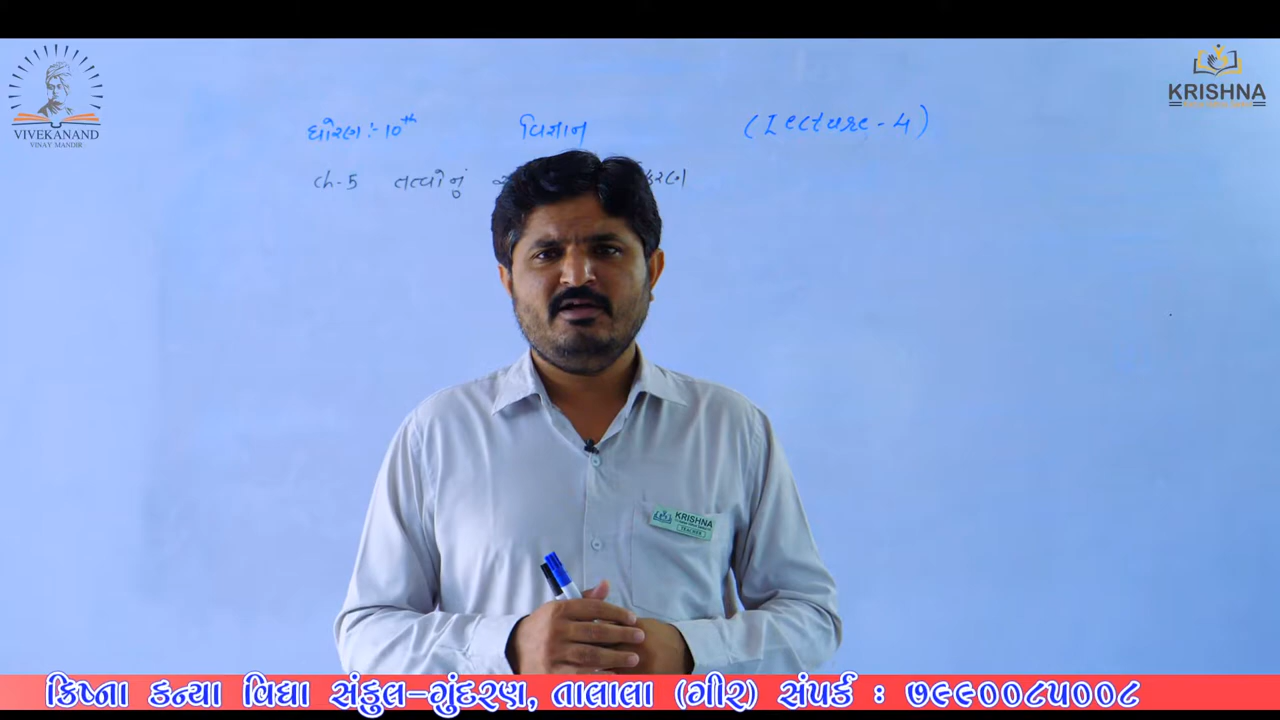 VIVEKANAND
VINAY MANDIR
KRISHNA
ધોરણ :- 10th વિજ્ઞાન (Lecture - 4)
ch-5 તત્વોનું
KRISHNA
TEACHER
ક્રિષ્ના કન્યા વિદ્યા સંકુલ-ગુંદરણ, તાલાલા (ગીર) સંપર્ક : ૭૯૯૦૦૮૫૦૦૮